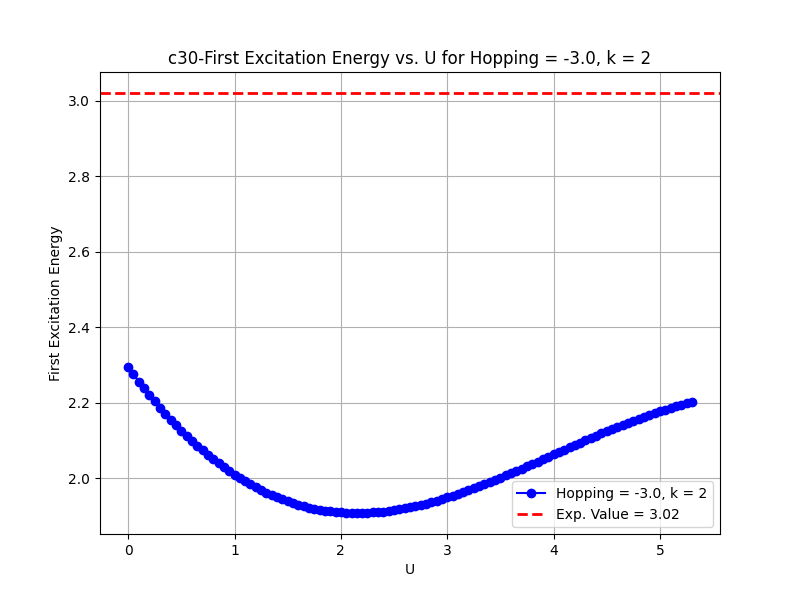 c30-First Excitation Energy vs. U for Hopping = -3.0, k = 2
First Excitation Energy
3.0
2.8
2.6
2.4
2.2
2.0
0 1 2 3 4 5
U
Hopping = -3.0, k = 2
Exp. Value = 3.02